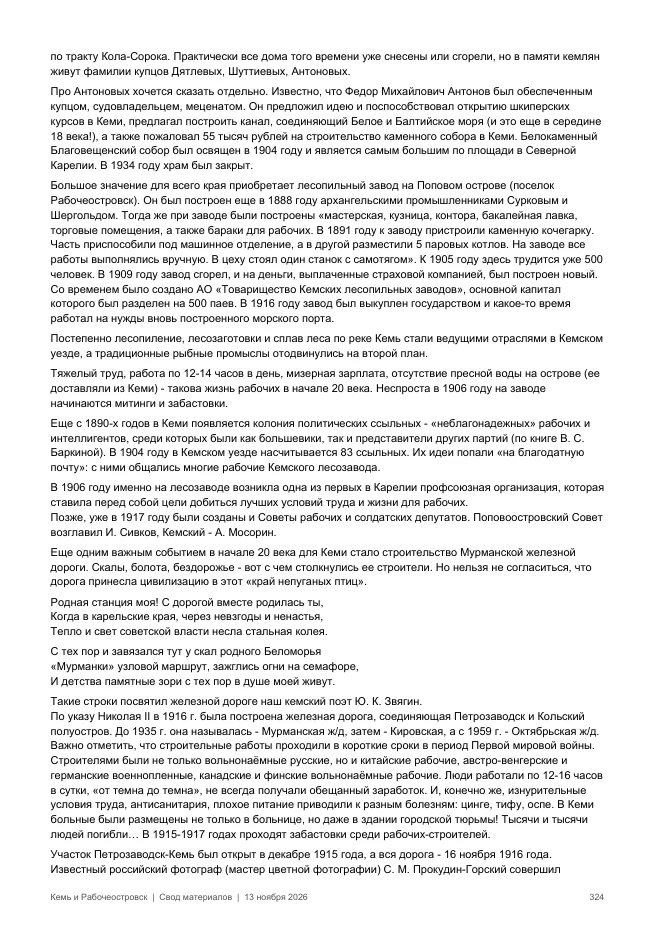 по тракту Кола-Сорока. Практически все дома того времени уже снесены или сгорели, но в памяти кемлян
живут фамилии купцов Дятлевых, Шуттиевых, Антоновых.
Про Антоновых хочется сказать отдельно. Известно, что Федор Михайлович Антонов был обеспеченным
купцом, судовладельцем, меценатом. Он предложил идею и поспособствовал открытию шкиперских
курсов в Кеми, предлагал построить канал, соединяющий Белое и Балтийское моря (и это еще в середине
18 века!), а также пожаловал 55 тысяч рублей на строительство каменного собора в Кеми. Белокаменный
Благовещенский собор был освящен в 1904 году и является самым большим по площади в Северной
Карелии. В 1934 году храм был закрыт.
Большое значение для всего края приобретает лесопильный завод на Поповом острове (поселок
Рабочеостровск). Он был построен еще в 1888 году архангельскими промышленниками Сурковым и
Шергольдом. Тогда же при заводе были построены «мастерская, кузница, контора, бакалейная лавка,
торговые помещения, а также бараки для рабочих. В 1891 году к заводу пристроили каменную кочегарку.
Часть приспособили под машинное отделение, а в другой разместили 5 паровых котлов. На заводе все
работы выполнялись вручную. В цеху стоял один станок с самотягом». К 1905 году здесь трудится уже 500
человек. В 1909 году завод сгорел, и на деньги, выплаченные страховой компанией, был построен новый.
Со временем было создано АО «Товарищество Кемских лесопильных заводов», основной капитал
которого был разделен на 500 паев. В 1916 году завод был выкуплен государством и какое-то время
работал на нужды вновь построенного морского порта.
Постепенно лесопиление, лесозаготовки и сплав леса по реке Кемь стали ведущими отраслями в Кемском
уезде, а традиционные рыбные промыслы отодвинулись на второй план.
Тяжелый труд, работа по 12-14 часов в день, мизерная зарплата, отсутствие пресной воды на острове (ее
доставляли из Кеми) - такова жизнь рабочих в начале 20 века. Неспроста в 1906 году на заводе
начинаются митинги и забастовки.
Еще с 1890-х годов в Кеми появляется колония политических ссыльных - «неблагонадежных» рабочих и
интеллигентов, среди которых были как большевики, так и представители других партий (по книге В. С.
Баркиной). В 1904 году в Кемском уезде насчитывается 83 ссыльных. Их идеи попали «на благодатную
почту»: с ними общались многие рабочие Кемского лесозавода.
В 1906 году именно на лесозаводе возникла одна из первых в Карелии профсоюзная организация, которая
ставила перед собой цели добиться лучших условий труда и жизни для рабочих.
Позже, уже в 1917 году были созданы и Советы рабочих и солдатских депутатов. Поповоостровский Совет
возглавил И. Сивков, Кемский - А. Мосорин.
Еще одним важным событием в начале 20 века для Кеми стало строительство Мурманской железной
дороги. Скалы, болота, бездорожье - вот с чем столкнулись ее строители. Но нельзя не согласиться, что
дорога принесла цивилизацию в этот «край непуганых птиц».
Родная станция моя! С дорогой вместе родилась ты,
Когда в карельские края, через невзгоды и ненастья,
Тепло и свет советской власти несла стальная колея.
С тех пор и завязался тут у скал родного Беломорья
«Мурманки» узловой маршрут, зажглись огни на семафоре,
И детства памятные зори с тех пор в душе моей живут.
Такие строки посвятил железной дороге наш кемский поэт Ю. К. Звягин.
По указу Николая II в 1916 г. была построена железная дорога, соединяющая Петрозаводск и Кольский
полуостров. До 1935 г. она называлась - Мурманская ж/д, затем - Кировская, а с 1959 г. - Октябрьская ж/д.
Важно отметить, что строительные работы проходили в короткие сроки в период Первой мировой войны.
Строителями были не только вольнонаёмные русские, но и китайские рабочие, австро-венгерские и
германские военнопленные, канадские и финские вольнонаёмные рабочие. Люди работали по 12-16 часов
в сутки, «от темна до темна», не всегда получали обещанный заработок. И, конечно же, изнурительные
условия труда, антисанитария, плохое питание приводили к разным болезням: цинге, тифу, оспе. В Кеми
больные были размещены не только в больнице, но даже в здании городской тюрьмы! Тысячи и тысячи
людей погибли… В 1915-1917 годах проходят забастовки среди рабочих-строителей.
Участок Петрозаводск-Кемь был открыт в декабре 1915 года, а вся дорога - 16 ноября 1916 года.
Известный российский фотограф (мастер цветной фотографии) С. М. Прокудин-Горский совершил
Кемь и Рабочеостровск | Свод материалов | 13 ноября 2026 324